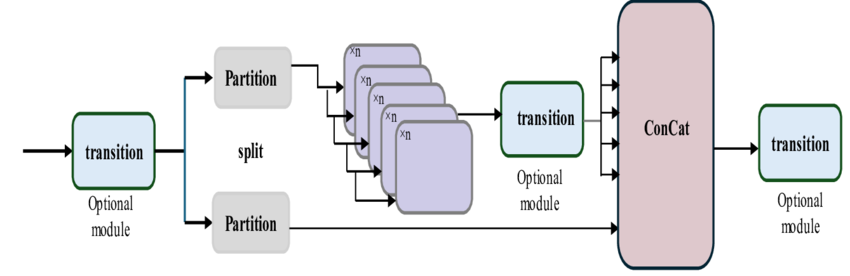 transition
Optional
module
Partition
split
Partition
×n
×n
×n
×n
×n
transition
Optional
module
ConCat
transition
Optional
module